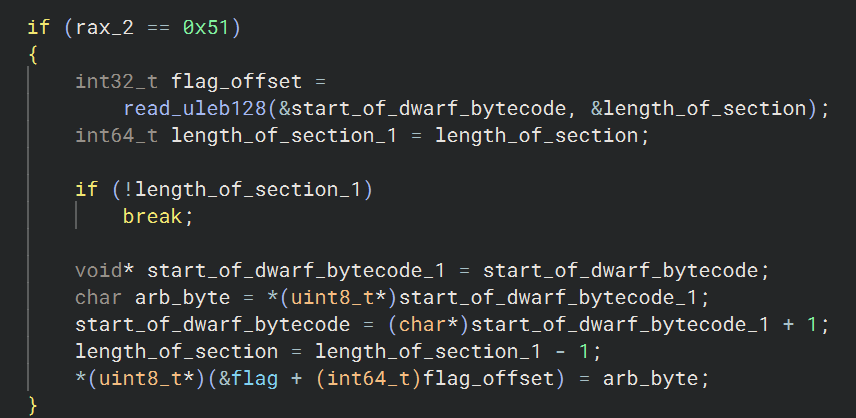 if (rax_2 == 0x51)
{
int32_t flag_offset =
read_uleb128(&start_of_dwarf_bytecode, &length_of_section);
int64_t length_of_section_1 = length_of_section;
if (!length_of_section_1)
break;
void* start_of_dwarf_bytecode_1 = start_of_dwarf_bytecode;
char arb_byte = *(uint8_t*)start_of_dwarf_bytecode_1;
start_of_dwarf_bytecode = (char*)start_of_dwarf_bytecode_1 + 1;
length_of_section = length_of_section_1 - 1;
*(uint8_t*)(&flag + (int64_t)flag_offset) = arb_byte;
}